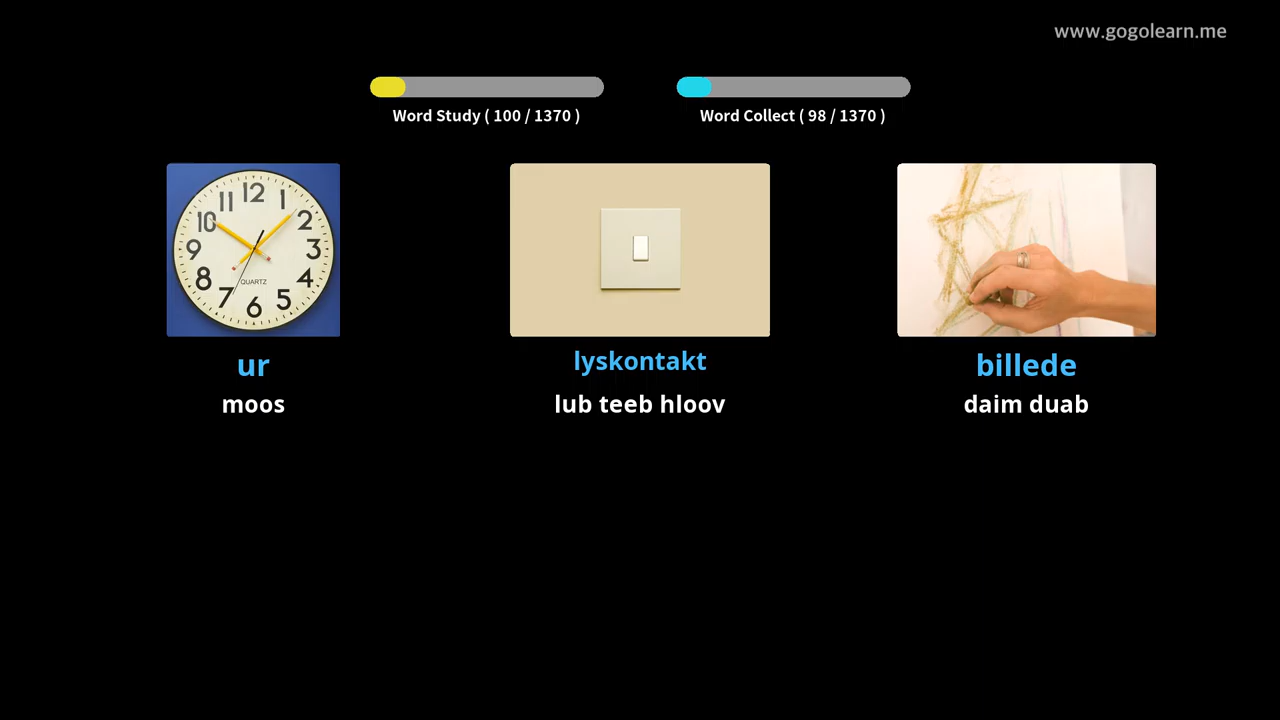 www.gogolearn.me
Word Study ( 100 / 1370 )
Word Collect ( 98 / 1370 )
12
1
2
3
4
5
6
7
8
9
10
11
QUARTZ
ur
moos
lyskontakt
lub teeb hloov
billede
daim duab